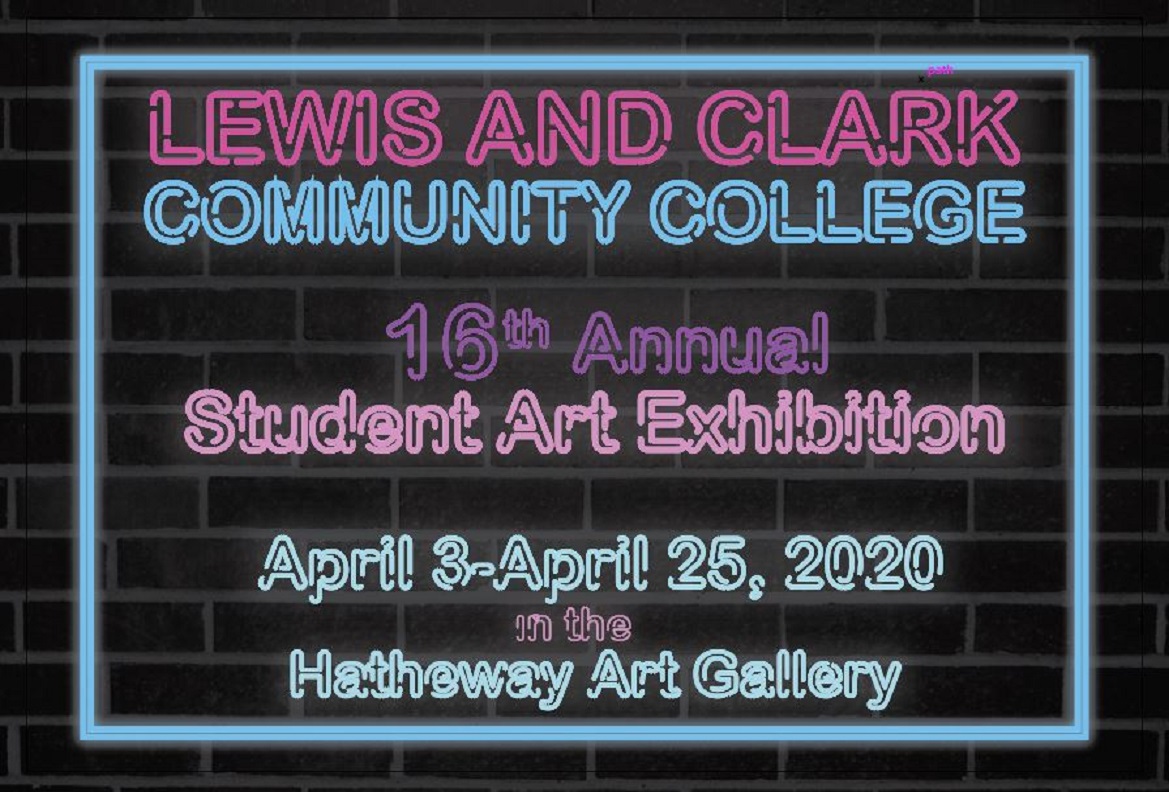 path
LEWIS AND CLARK
COMMUNITY COLLEGE
16th Annual
Student Art Exhibition
April 3-April 25, 2020
in the
Hatheway Art Gallery